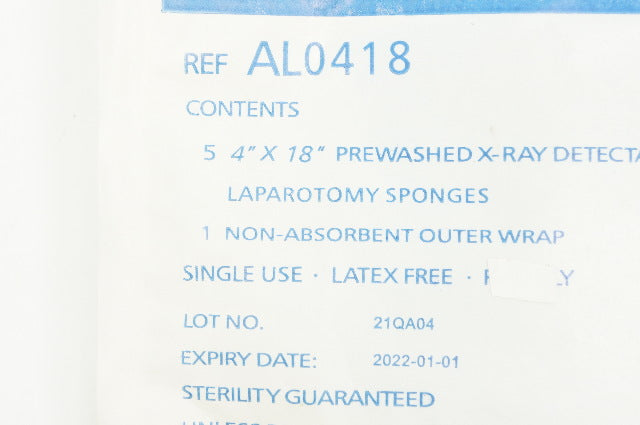 REF AL0418
CONTENTS
5 4" X 18" PREWASHED X-RAY
LAPAROTOMY SPONGES
1 NON-ABSORBENT OUTER WRAP
SINGLE USE · LATEX FREE ·
LOT NO. 21QA04
EXPIRY DATE: 2022-01-01
STERILITY GUARANTEED